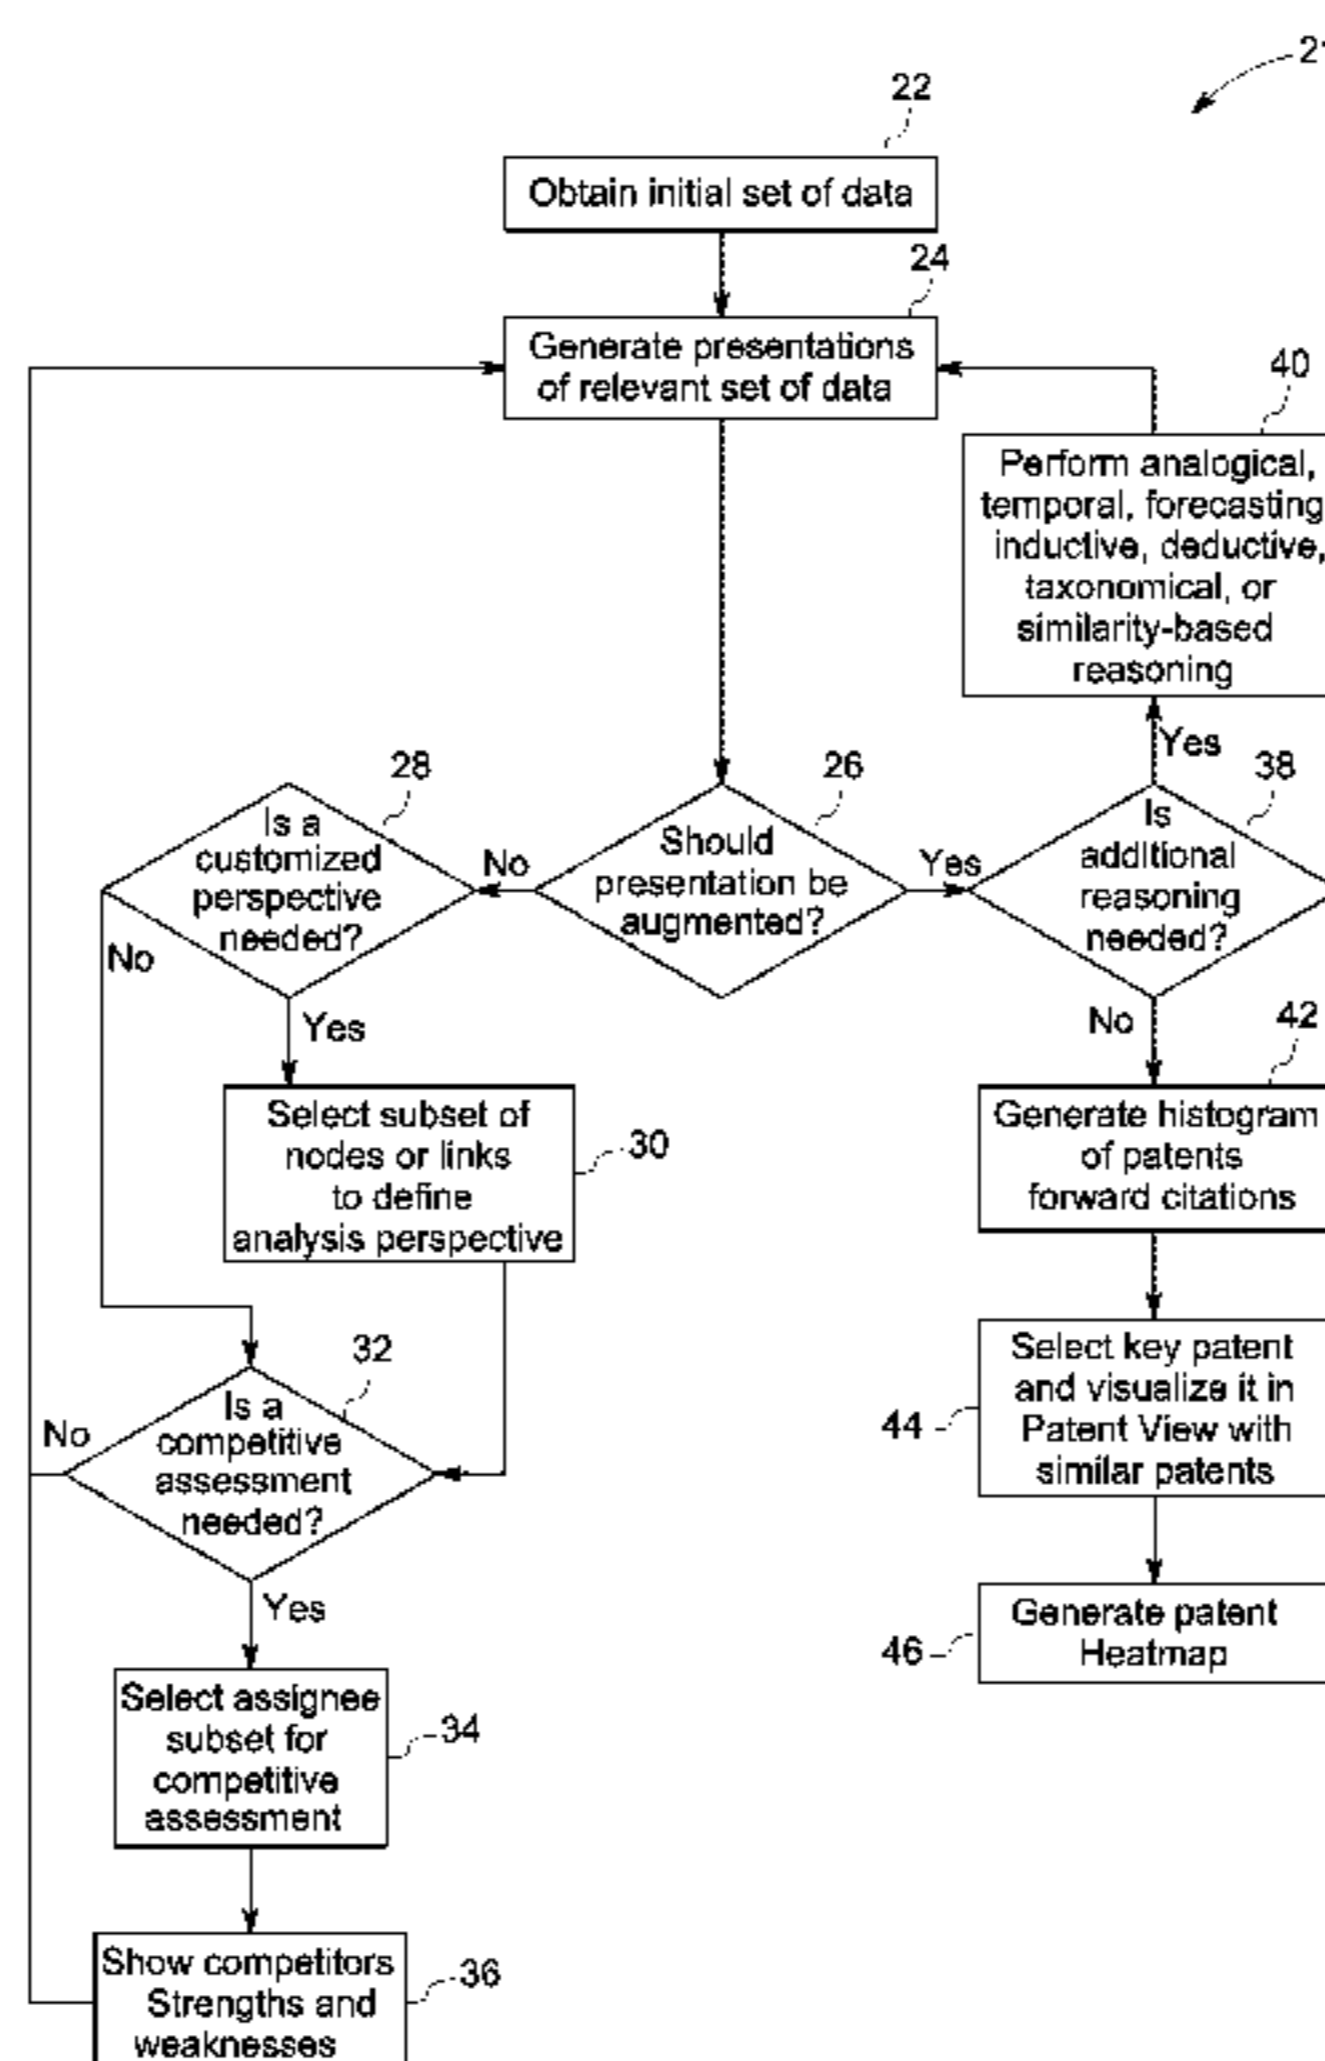 21
22
Obtain initial set of data
24
Generate presentations
of relevant set of data
40
Perform analogical,
temporal, forecasting
inductive, deductive,
taxonomical, or
similarity-based
reasoning
Yes
28
Is a
customized
perspective
needed?
No
26
Should
presentation be
augmented?
Yes
38
Is
additional
reasoning
needed?
No
Yes
No
42
Select subset of
nodes or links
to define
analysis perspective
30
Generate histogram
of patents
forward citations
32
Is a
competitive
assessment
needed?
No
Yes
44
Select key patent
and visualize it in
Patent View with
similar patents
46
Generate patent
Heatmap
Select assignee
subset for
competitive
assessment
34
Show competitors
Strengths and
weaknesses
36